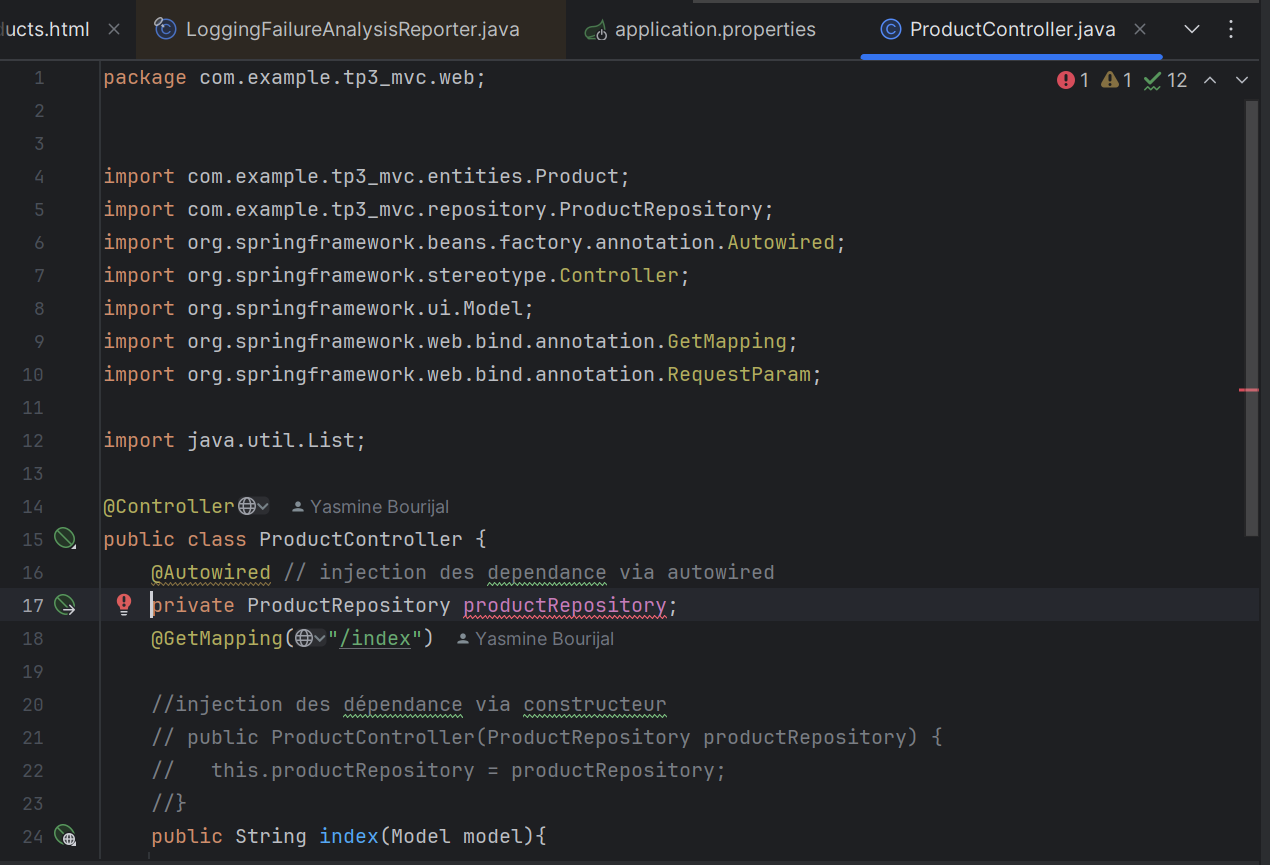 ucts.html LoggingFailureAnalysisReporter.java application.properties ProductController.java
1 package com.example.tp3_mvc.web; 1 1 12
2
3
4 import com.example.tp3_mvc.entities.Product;
5 import com.example.tp3_mvc.repository.ProductRepository;
6 import org.springframework.beans.factory.annotation.Autowired;
7 import org.springframework.stereotype.Controller;
8 import org.springframework.ui.Model;
9 import org.springframework.web.bind.annotation.GetMapping;
10 import org.springframework.web.bind.annotation.RequestParam;
11
12 import java.util.List;
13
14 @Controller Yasmine Bourijal
15 public class ProductController {
16 @Autowired // injection des dependance via autowired
17 private ProductRepository productRepository;
18 @GetMapping("/index") Yasmine Bourijal
19
20 //injection des dépendance via constructeur
21 // public ProductController(ProductRepository productRepository) {
22 // this.productRepository = productRepository;
23 //}
24 public String index(Model model){